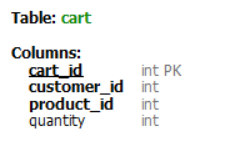 Table: cart
Columns:
cart_id int PK
customer_id int
product_id int
quantity int